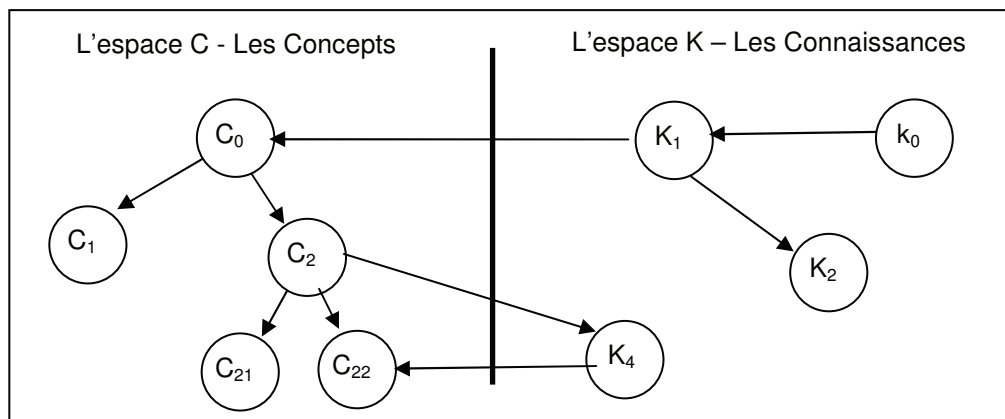 L'espace C - Les Concepts
L'espace K – Les Connaissances
C₀
K₁
k₀
C₁
C₂
K₂
C₂₁
C₂₂
K₄